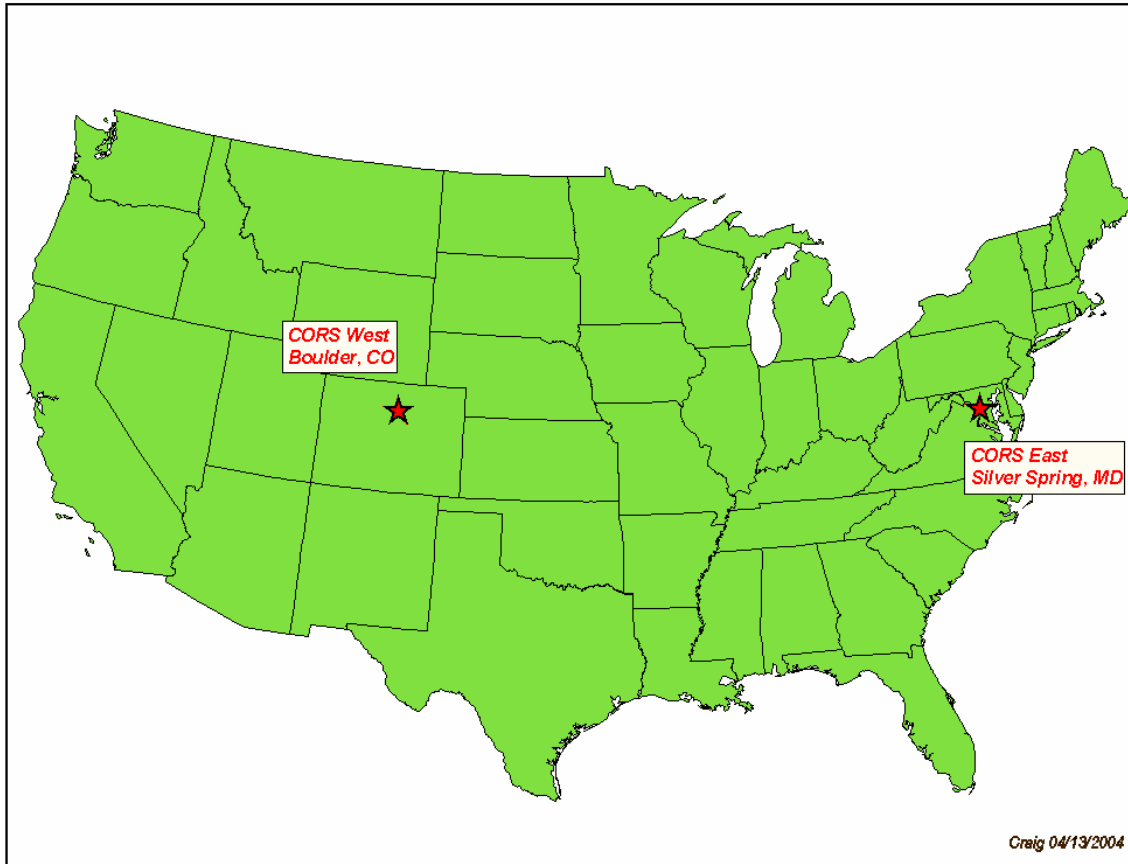 CORS West
Boulder, CO
CORS East
Silver Spring, MD
Craig 04/13/2004